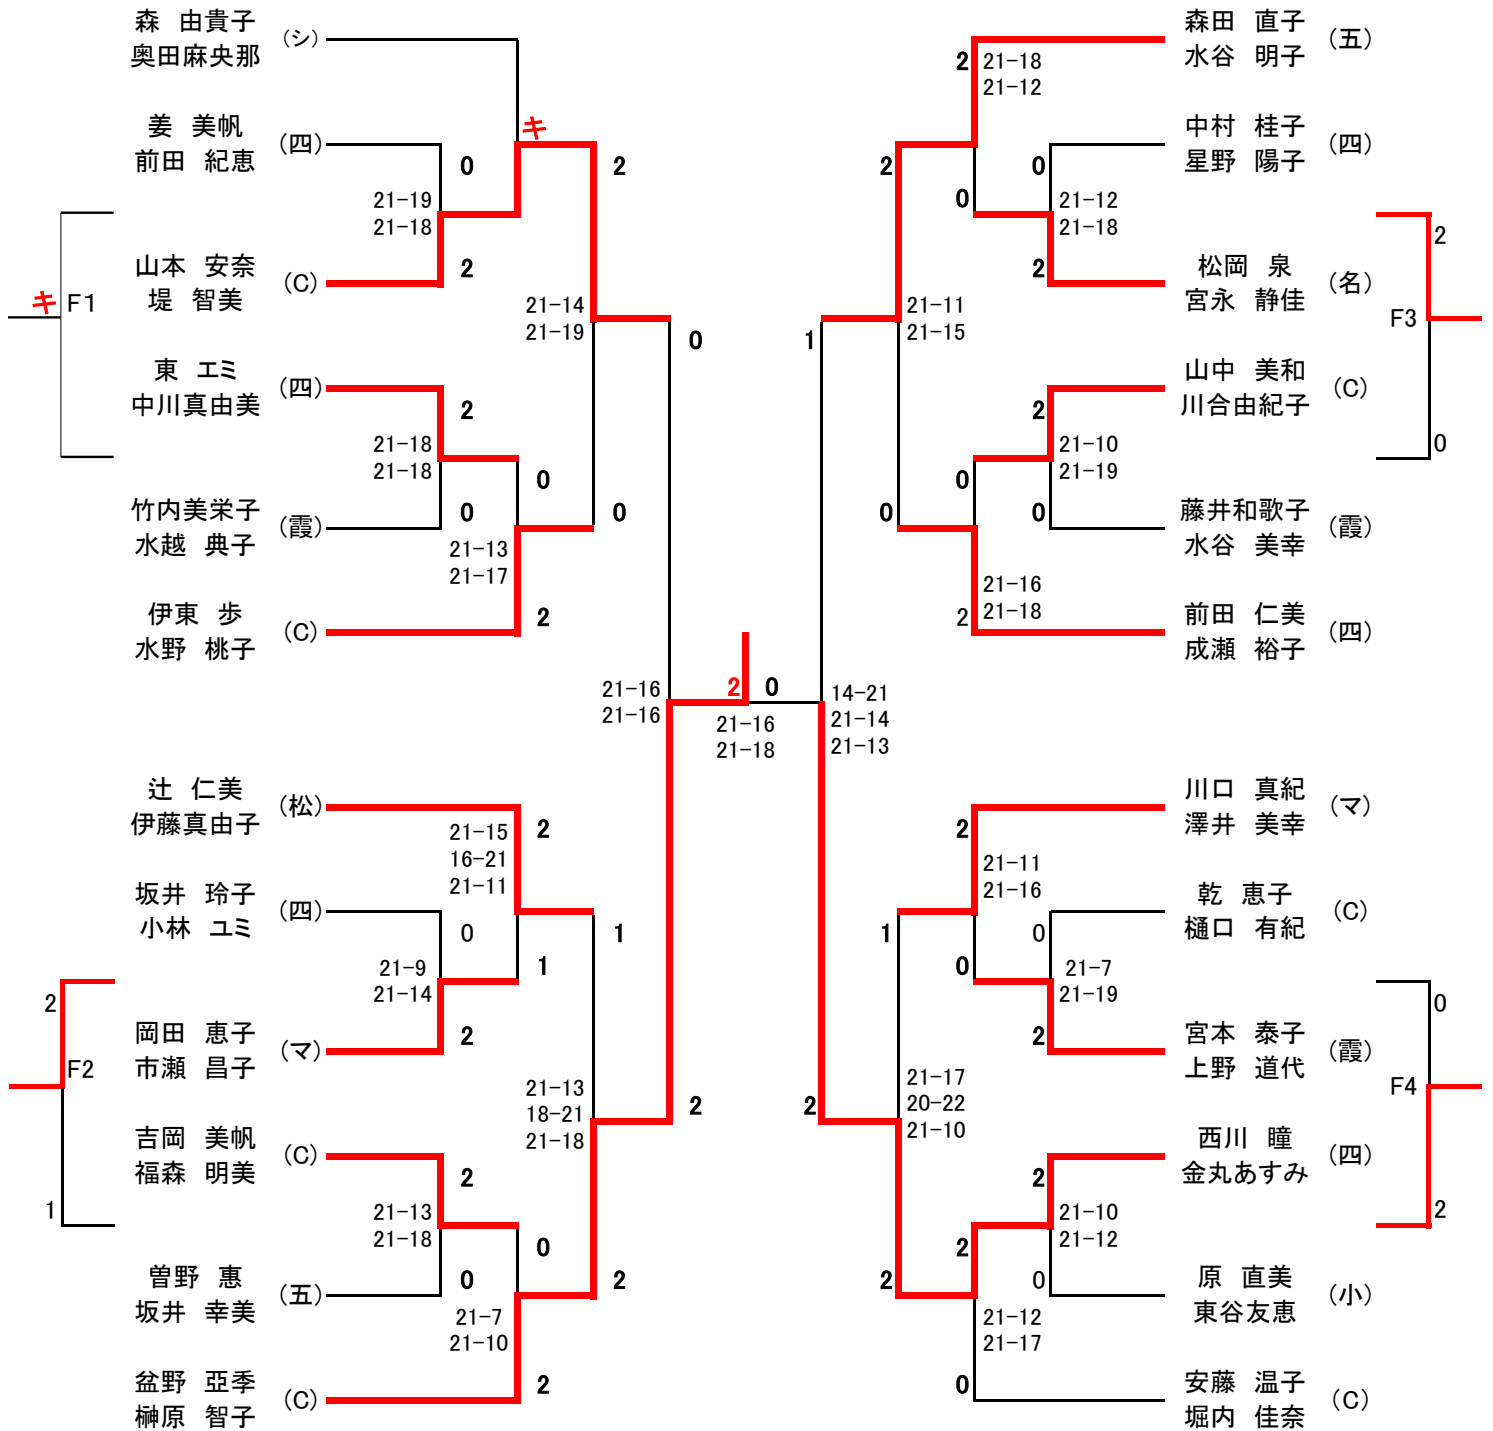 森 由貴子
奥田麻央那
(シ)
姜 美帆
前田 紀恵
(四)
キ
0
2
21-19
21-18
山本 安奈
堤 智美
(C)
2
キ
F1
21-14
21-19
0
東 エミ
中川真由美
(四)
2
21-18
21-18
0
竹内美栄子
水越 典子
(霞)
0
0
21-13
21-17
伊東 歩
水野 桃子
(C)
2
21-16
21-16
2
0
21-16
21-18
辻 仁美
伊藤真由子
(松)
2
21-15
16-21
21-11
坂井 玲子
小林 ユミ
(四)
0
1
1
21-9
21-14
2
岡田 恵子
市瀬 昌子
(マ)
2
F2
21-13
18-21
21-18
2
吉岡 美帆
福森 明美
(C)
2
1
21-13
21-18
0
曽野 恵
坂井 幸美
(五)
0
2
21-7
21-10
盆野 亞季
榊原 智子
(C)
2
森田 直子
水谷 明子
(五)
2
21-18
21-12
中村 桂子
星野 陽子
(四)
2
0
0
21-12
21-18
2
松岡 泉
宮永 静佳
(名)
2
F3
21-11
21-15
1
山中 美和
川合由紀子
(C)
2
0
21-10
21-19
0
藤井和歌子
水谷 美幸
(霞)
0
0
21-16
21-18
2
前田 仁美
成瀬 裕子
(四)
14-21
21-14
21-13
川口 真紀
澤井 美幸
(マ)
2
21-11
21-16
乾 恵子
樋口 有紀
(C)
1
0
0
21-7
21-19
0
2
宮本 泰子
上野 道代
(霞)
F4
21-17
20-22
21-10
2
西川 瞳
金丸あすみ
(四)
2
21-10
21-12
2
2
2
0
原 直美
東谷友恵
(小)
21-12
21-17
0
安藤 温子
堀内 佳奈
(C)